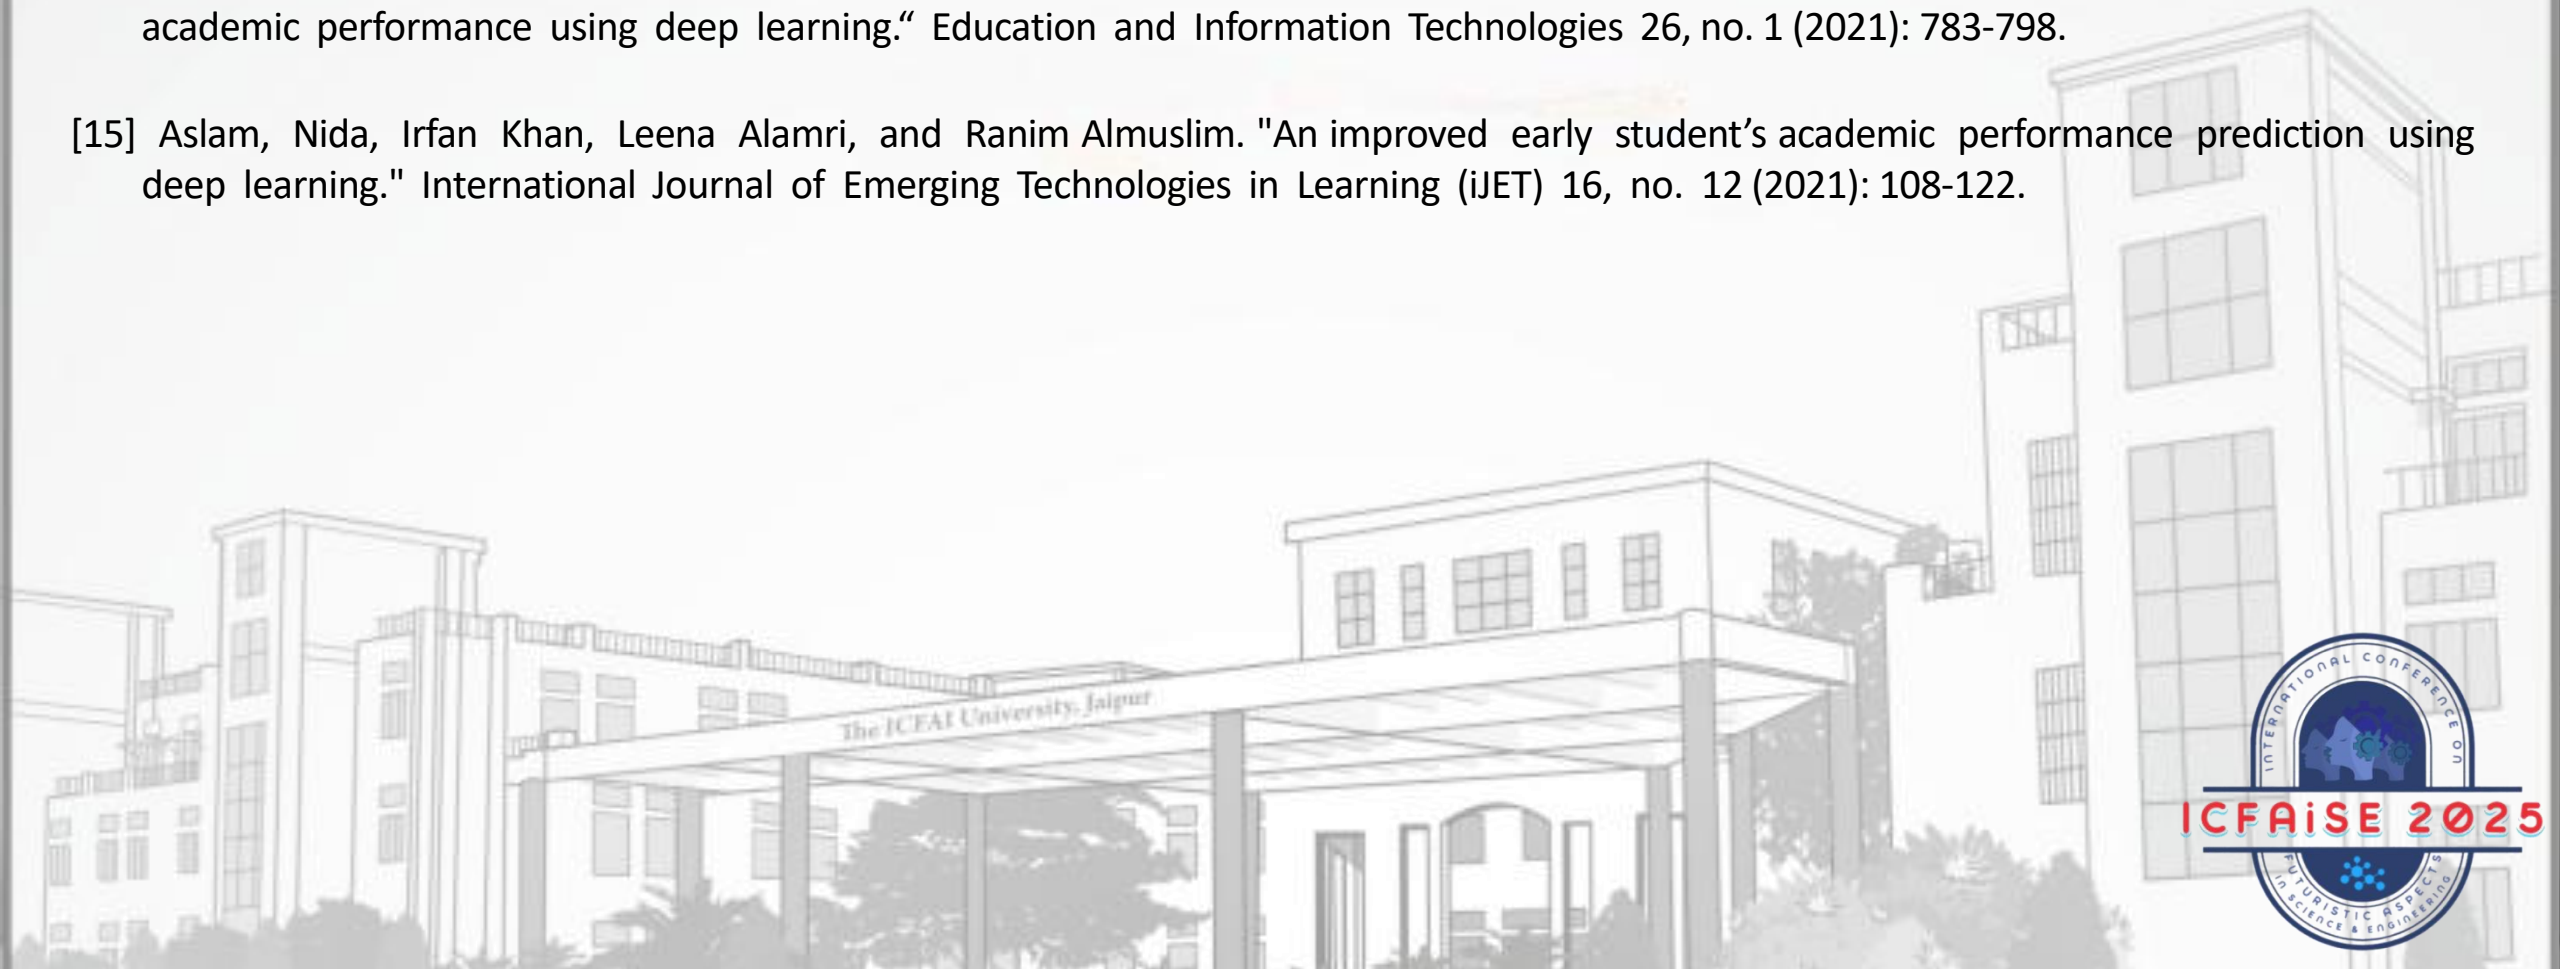 academic performance using deep learning.“ Education and Information Technologies 26, no. 1 (2021): 783-798.
[15] Aslam, Nida, Irfan Khan, Leena Alamri, and Ranim Almuslim. "An improved early student’s academic performance prediction using
deep learning." International Journal of Emerging Technologies in Learning (iJET) 16, no. 12 (2021): 108-122.
The ICFAI University, Jaipur
INTERNATIONAL CONFERENCE ON
ICFAiSE 2025
FUTURISTIC ASPECTS
IN SCIENCE & ENGINEERING